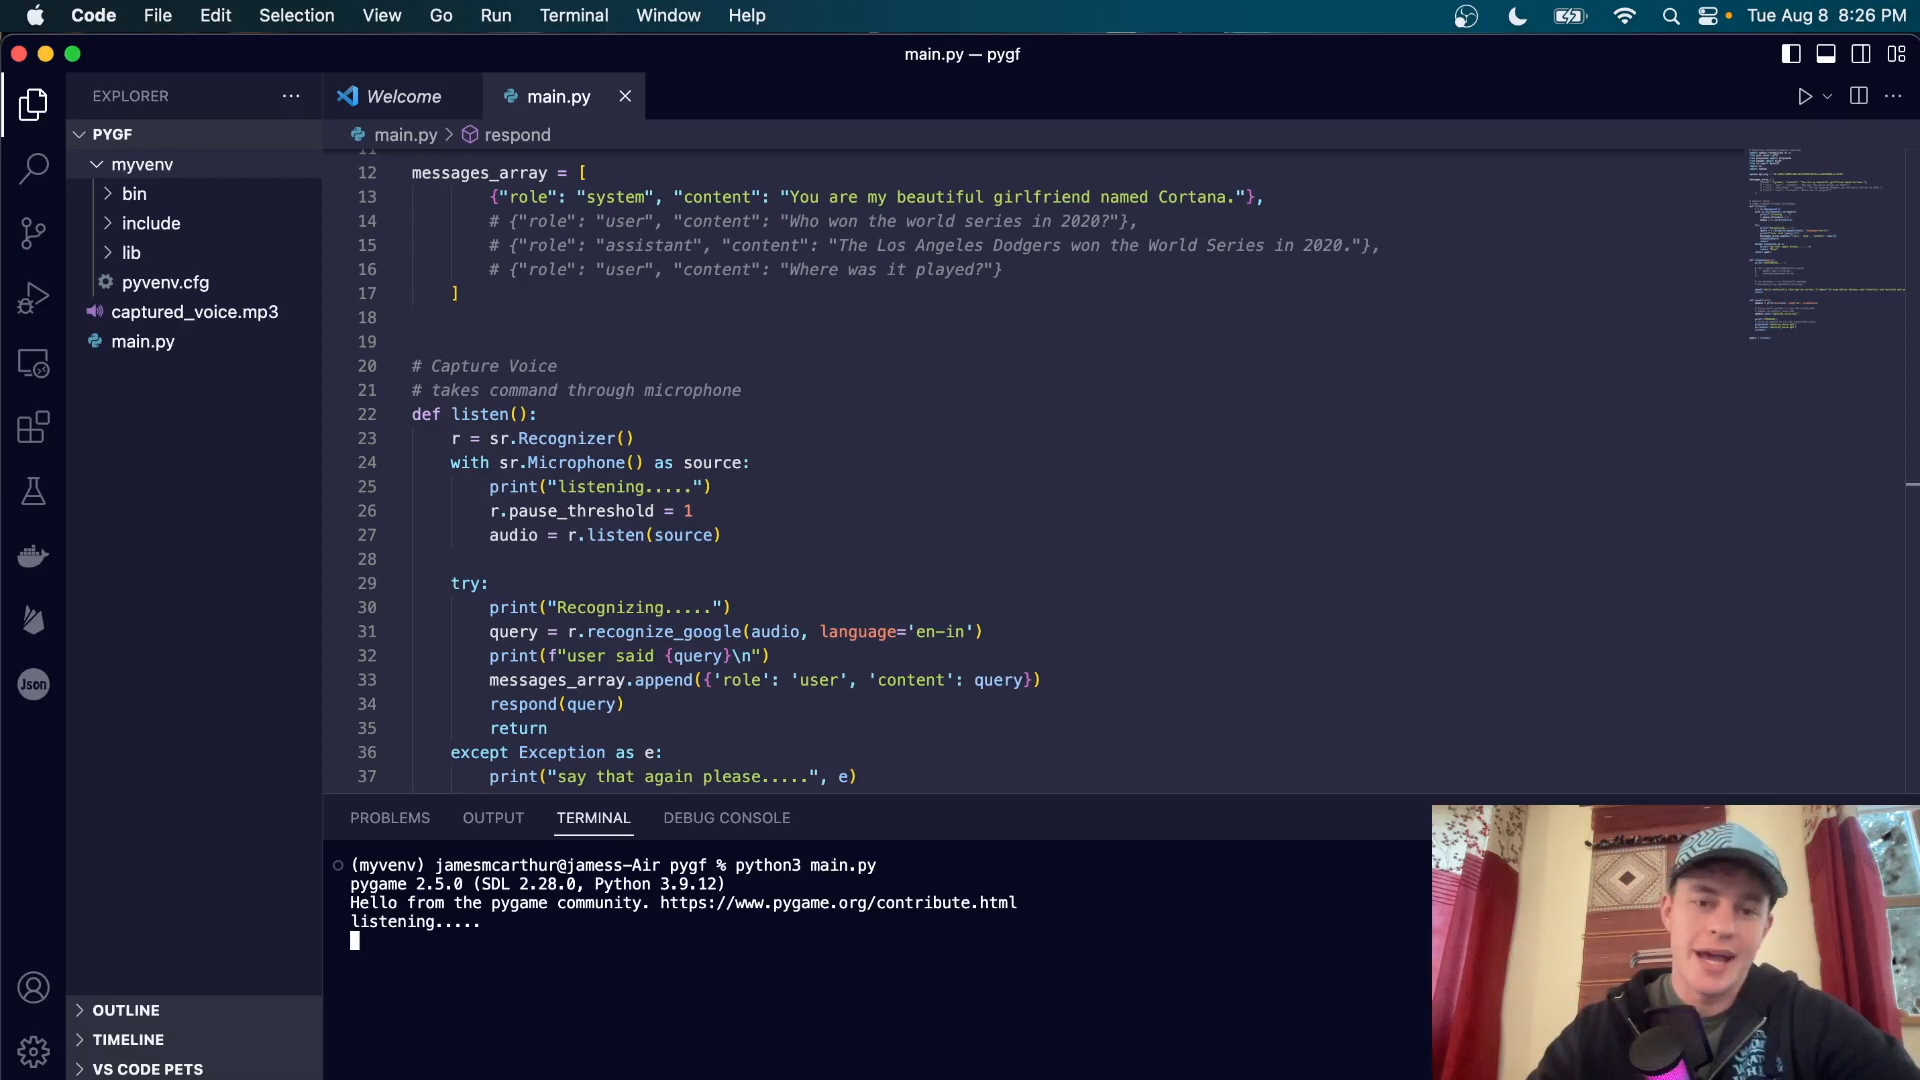 Code File Edit Selection View Go Run Terminal Window Help Tue Aug 8 8:26 PM
main.py — pygf
EXPLORER
Welcome main.py
PYGF
main.py > respond
myvenv
bin
include
lib
pyvenv.cfg
captured_voice.mp3
main.py
11
12 messages_array = [
13 {"role": "system", "content": "You are my beautiful girlfriend named Cortana."},
14 # {"role": "user", "content": "Who won the world series in 2020?"},
15 # {"role": "assistant", "content": "The Los Angeles Dodgers won the World Series in 2020."},
16 # {"role": "user", "content": "Where was it played?"}
17 ]
18
19
20 # Capture Voice
21 # takes command through microphone
22 def listen():
23 r = sr.Recognizer()
24 with sr.Microphone() as source:
25 print("listening.....")
26 r.pause_threshold = 1
27 audio = r.listen(source)
28
29 try:
30 print("Recognizing.....")
31 query = r.recognize_google(audio, language='en-in')
32 print(f"user said {query}\n")
33 messages_array.append({'role': 'user', 'content': query})
34 respond(query)
35 return
36 except Exception as e:
37 print("say that again please.....", e)
Json
PROBLEMS OUTPUT TERMINAL DEBUG CONSOLE
(myvenv) jamesmcarthur@jamess-Air pygf % python3 main.py
pygame 2.5.0 (SDL 2.28.0, Python 3.9.12)
Hello from the pygame community. https://www.pygame.org/contribute.html
listening.....
OUTLINE
TIMELINE
VS CODE PETS